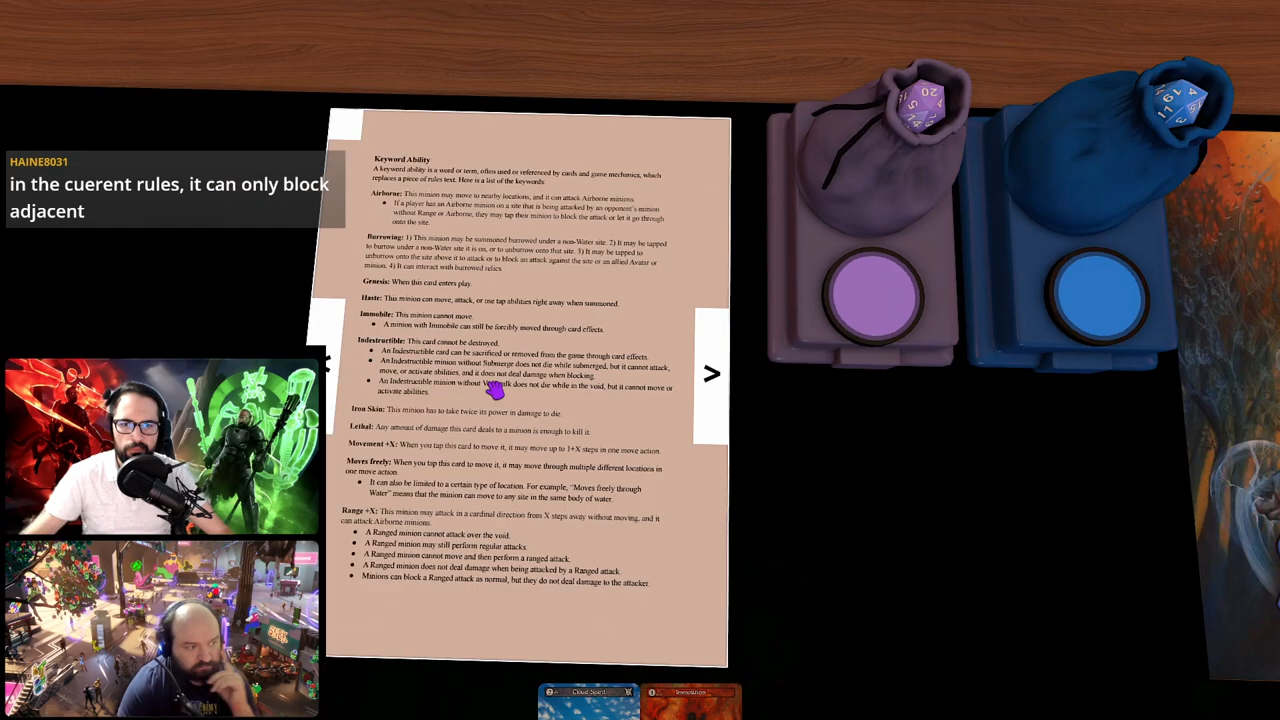 HAINE8031
in the cuerent rules, it can only block
adjacent
Keyword Ability
A keyword ability is a word or term, often used or referenced by cards and game mechanics, which
replaces a piece of rules text. Here is a list of the keywords:
Airborne: This minion may move to nearby locations, and it can attack Airborne minions
• If a player has an Airborne minion on a site that is being attacked by an opponent's minion
without Range or Airborne, they may tap their minion to block the attack or let it go through
onto the site.
Burrowing: 1) This minion may be summoned burrowed under a non-Water site. 2) It may be tapped
to burrow under a non-Water site it is on, or to unburrow onto that site. 3) It may be tapped to
unburrow onto the site above it to attack or to block an attack against the site or an allied Avatar or
minion. 4) It can interact with burrowed relics.
Genesis: When this card enters play.
Haste: This minion can move, attack, or use tap abilities right away when summoned.
Immobile: This minion cannot move.
• A minion with Immobile can still be forcibly moved through card effects.
Indestructible: This card cannot be destroyed.
• An Indestructible card can be sacrificed or removed from the game through card effects.
• An Indestructible minion without Submerge does not die while submerged, but it cannot attack,
move, or activate abilities, and it does not deal damage when blocking.
• An Indestructible minion without does not die while in the void, but it cannot move or
activate abilities.
Iron Skin: This minion has to take twice its power in damage to die.
Lethal: Any amount of damage this card deals to a minion is enough to kill it.
Movement +X: When you tap this card to move it, it may move up to 1+X steps in one move action.
Moves freely: When you tap this card to move it, it may move through multiple different locations in
one move action.
• It can also be limited to a certain type of location. For example, "Moves freely through
Water" means that the minion can move to any site in the same body of water.
Range +X: This minion may attack in a cardinal direction from X steps away without moving, and it
can attack Airborne minions.
• A Ranged minion cannot attack over the void.
• A Ranged minion may still perform regular attacks.
• A Ranged minion cannot move and then perform a ranged attack.
• A Ranged minion does not deal damage when being attacked by a Ranged attack.
• Minions can block a Ranged attack as normal, but they do not deal damage to the attacker.
>
20
Cloud Spirit
Immolation